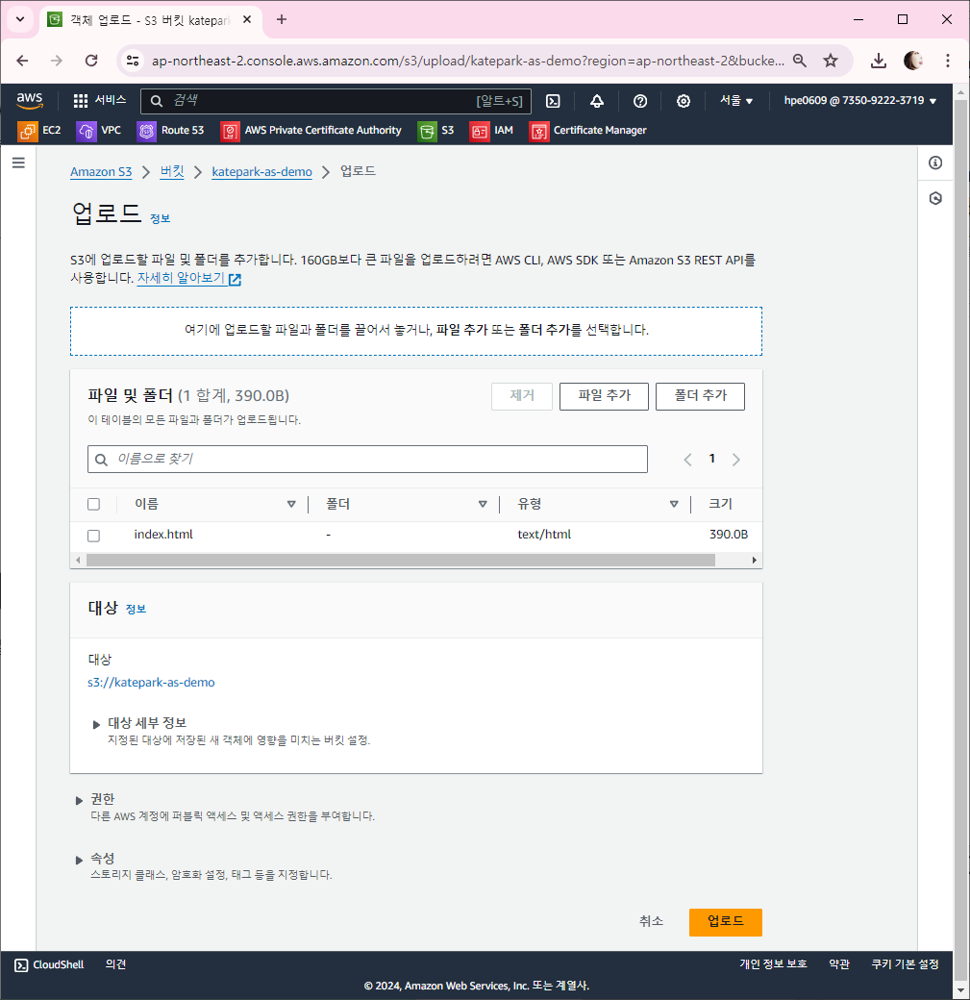 객체 업로드 - S3 버킷 katepark
ap-northeast-2.console.aws.amazon.com/s3/upload/katepark-as-demo?region=ap-northeast-2&bucke...
aws 서비스 검색 [알트+S] 서울 hpe0609 @ 7350-9222-3719
EC2 VPC Route 53 AWS Private Certificate Authority S3 IAM Certificate Manager
Amazon S3 버킷 katepark-as-demo 업로드
업로드 정보
S3에 업로드할 파일 및 폴더를 추가합니다. 160GB보다 큰 파일을 업로드하려면 AWS CLI, AWS SDK 또는 Amazon S3 REST API를
사용합니다. 자세히 알아보기
여기에 업로드할 파일과 폴더를 끌어서 놓거나, 파일 추가 또는 폴더 추가를 선택합니다.
파일 및 폴더 (1 합계, 390.0B) 제거 파일 추가 폴더 추가
이 테이블의 모든 파일과 폴더가 업로드됩니다.
이름으로 찾기 1
이름 폴더 유형 크기
index.html - text/html 390.0B
대상 정보
대상
s3://katepark-as-demo
대상 세부 정보
지정된 대상에 저장된 새 객체에 영향을 미치는 버킷 설정.
권한
다른 AWS 계정에 퍼블릭 액세스 및 액세스 권한을 부여합니다.
속성
스토리지 클래스, 암호화 설정, 태그 등을 지정합니다.
취소 업로드
CloudShell 의견 개인 정보 보호 약관 쿠키 기본 설정
© 2024, Amazon Web Services, Inc. 또는 계열사.